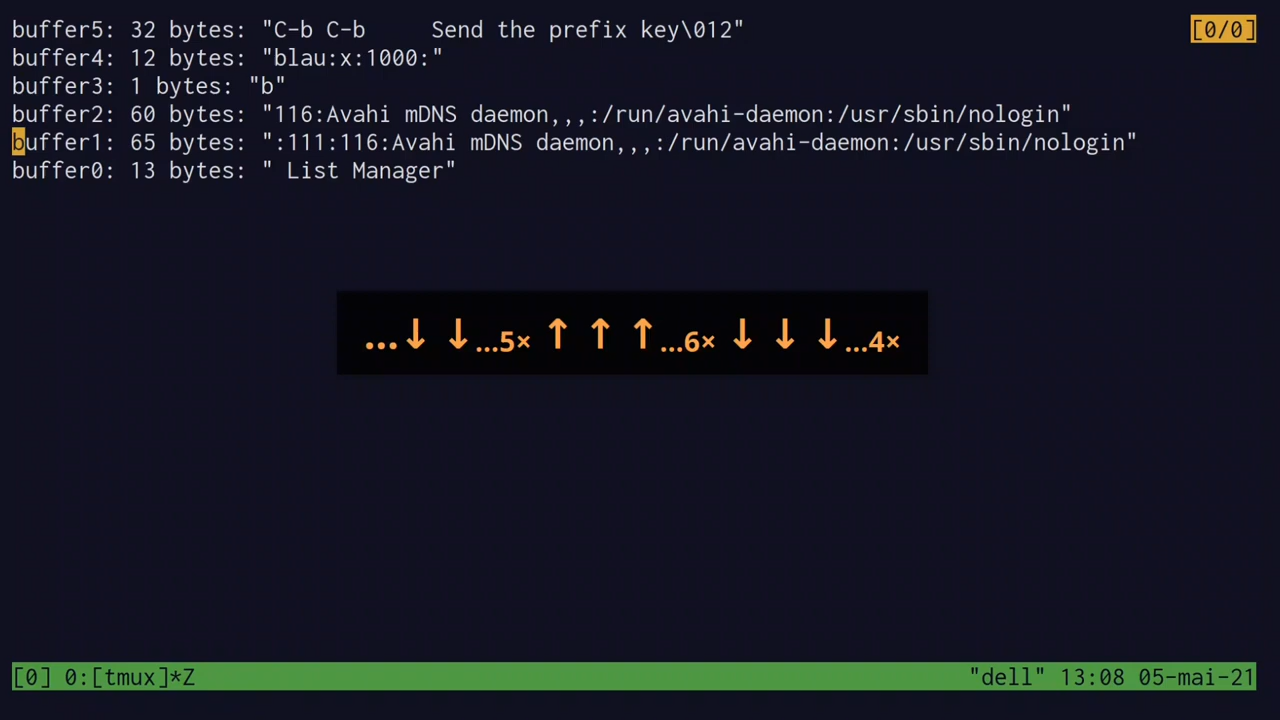 buffer5: 32 bytes: "C-b C-b     Send the prefix key\012" [0/0]
buffer4: 12 bytes: "blau:x:1000:"
buffer3: 1 bytes: "b"
buffer2: 60 bytes: "116:Avahi mDNS daemon,,,:/run/avahi-daemon:/usr/sbin/nologin"
buffer1: 65 bytes: ":111:116:Avahi mDNS daemon,,,:/run/avahi-daemon:/usr/sbin/nologin"
buffer0: 13 bytes: " List Manager"
...↓ ↓...5× ↑ ↑ ↑...6× ↓ ↓ ↓...4×
[0] 0:[tmux]*Z "dell" 13:08 05-mai-21